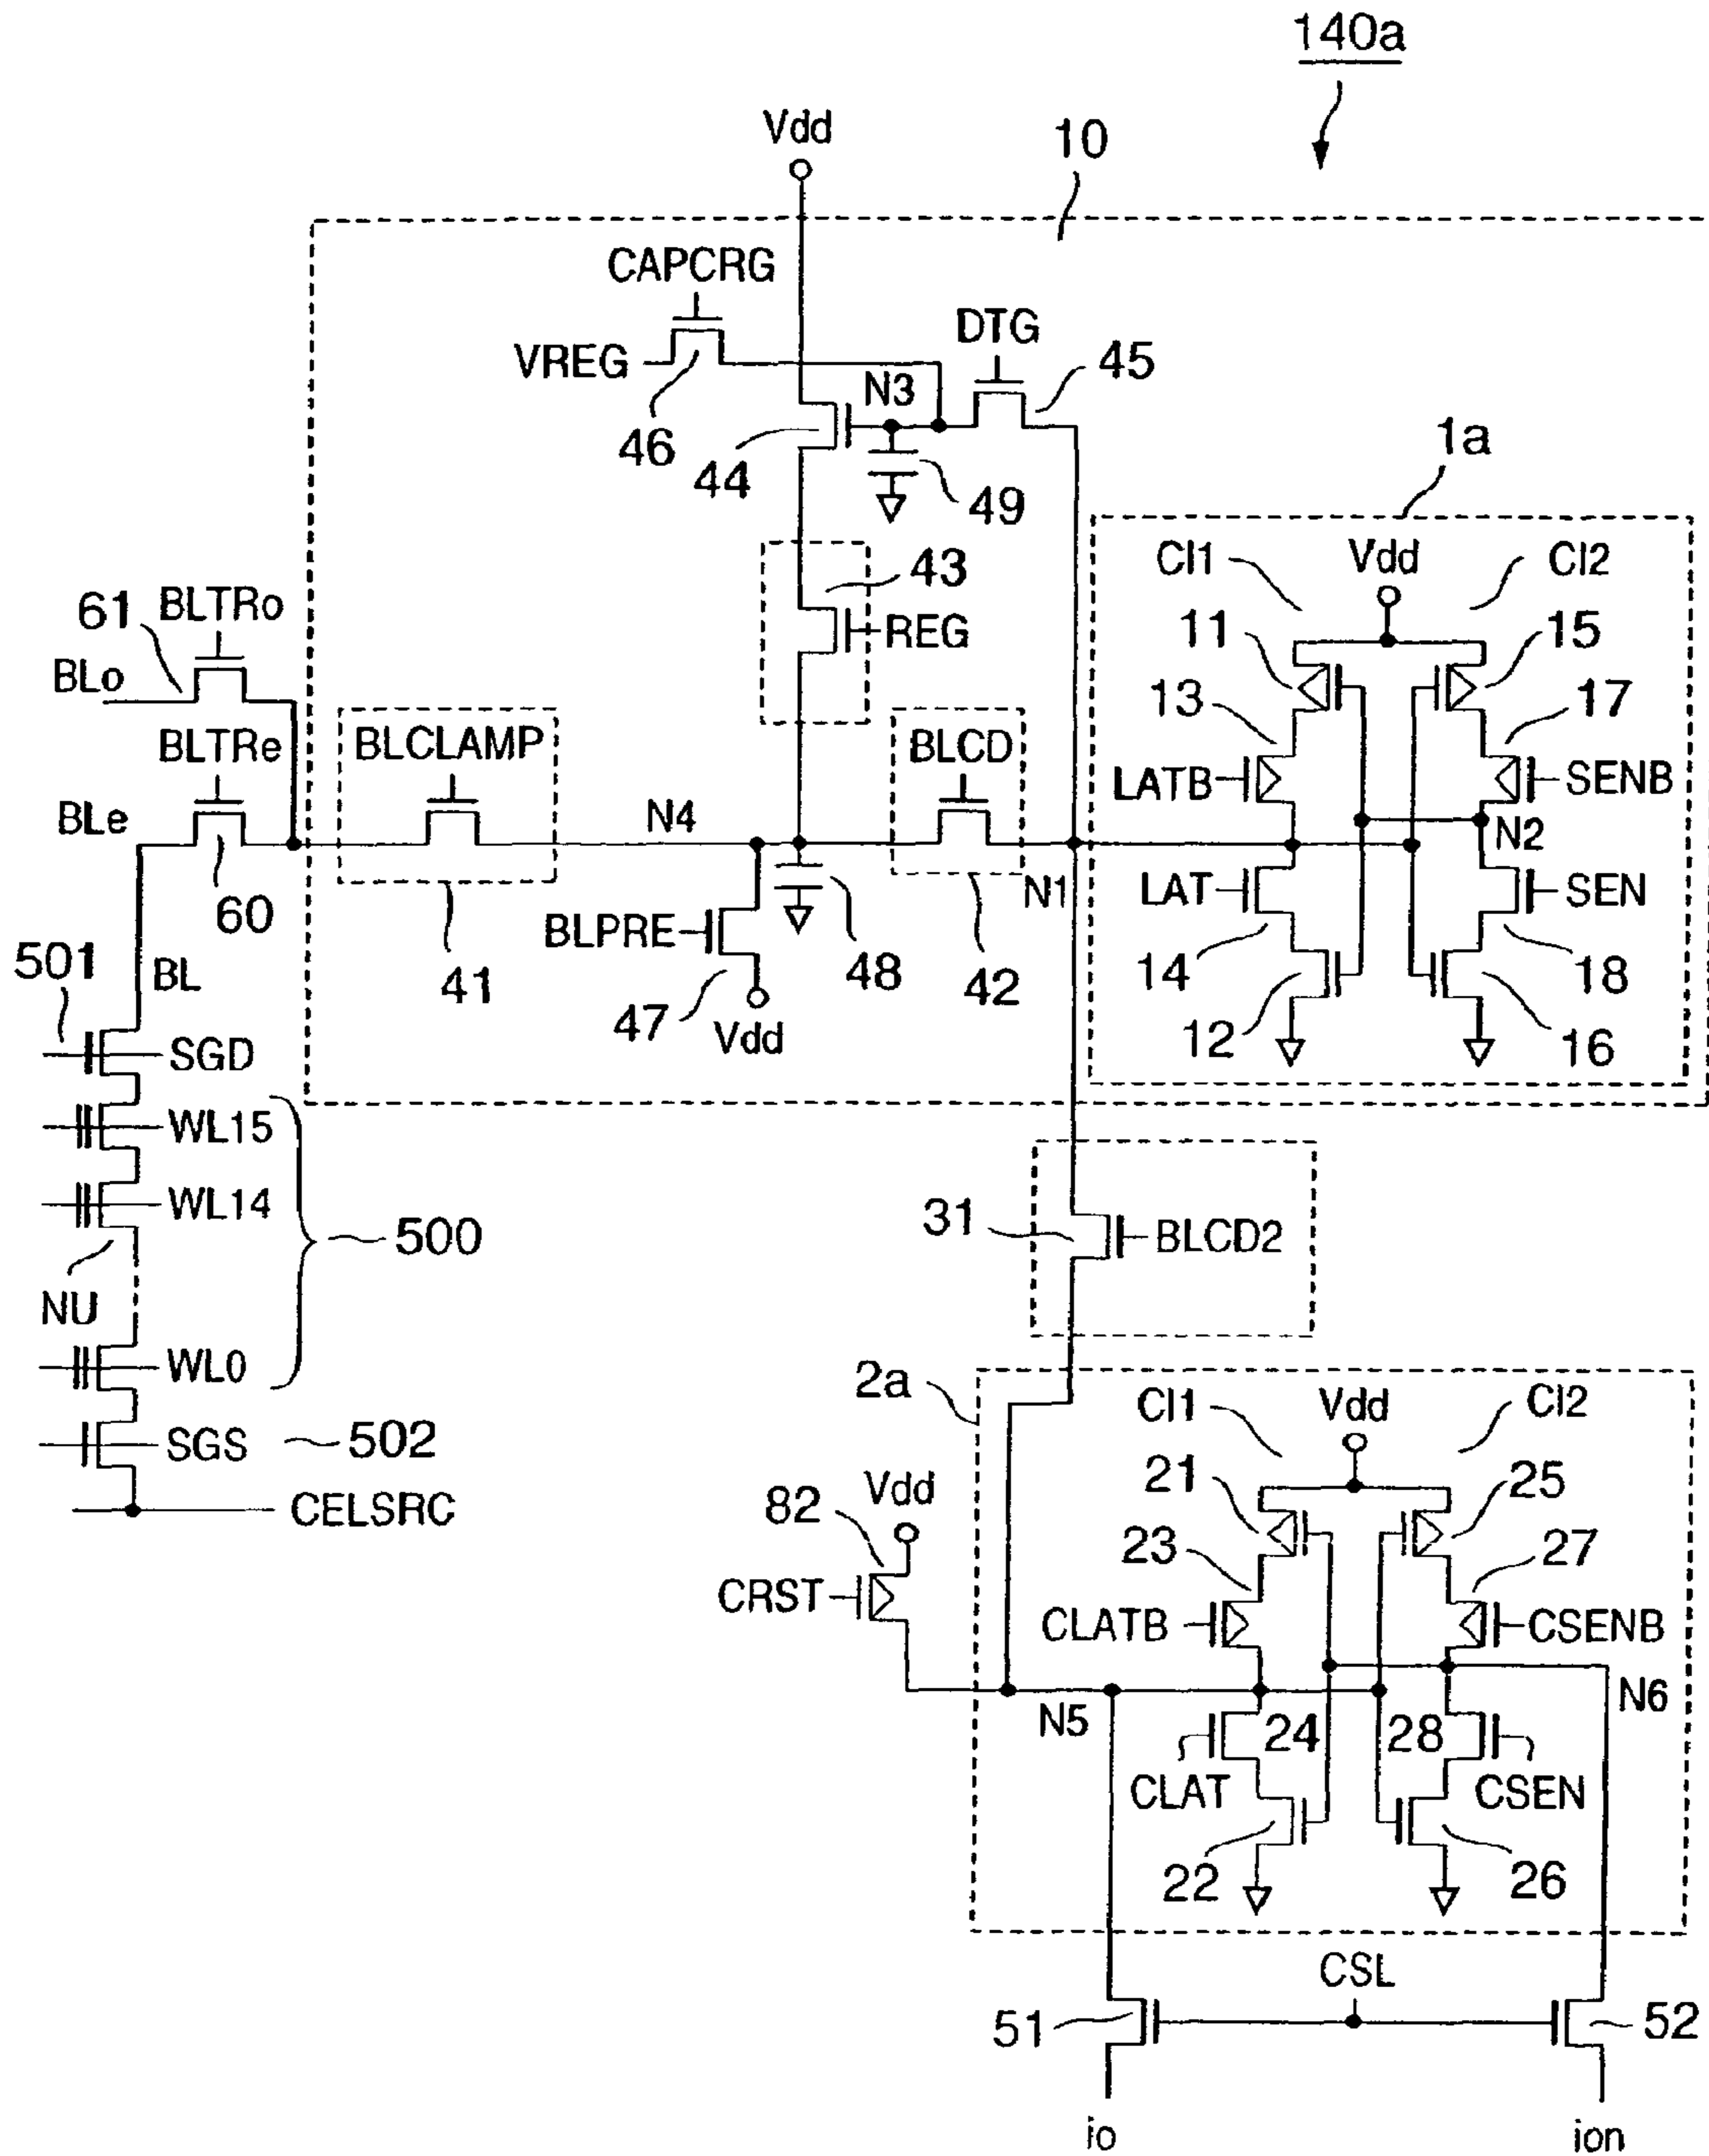 140a
Vdd
10
CAPCRG
DTG
VREG
N3
45
46
44
49
1a
43
REG
CI1
Vdd
CI2
11
15
13
17
LATB
SENB
N2
LAT
SEN
14
18
12
16
61
BLTRo
BLo
BLTRe
BLe
60
BLCLAMP
41
N4
BLCD
N1
42
48
BLPRE
47
Vdd
501
BL
SGD
WL15
WL14
500
NU
WL0
SGS
502
CELSRC
31
BLCD2
2a
CI1
Vdd
CI2
21
25
23
27
82
Vdd
CRST
CLATB
CSENB
N5
N6
24
28
CLAT
CSEN
22
26
CSL
51
52
io
ion